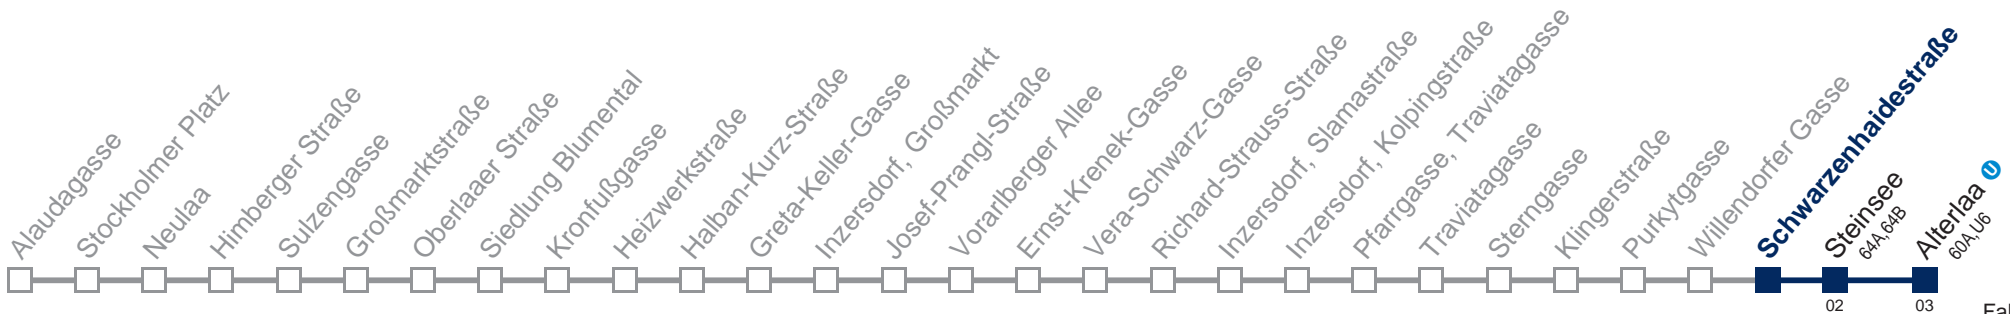 Alaudagasse
Stockholmer Platz
Neulaa
Himberger Straße
Sulzengasse
Großmarktstraße
Oberlaaer Straße
Siedlung Blumental
Kronfußgasse
Heizwerkstraße
Halban-Kurz-Straße
Greta-Keller-Gasse
Inzersdorf, Großmarkt
Josef-Prangl-Straße
Vorarlberger Allee
Ernst-Krenek-Gasse
Vera-Schwarz-Gasse
Richard-Strauss-Straße
Inzersdorf, Slamastraße
Inzersdorf, Kolpingstraße
Pfarrgasse, Traviatagasse
Traviatagasse
Sterngasse
Klingerstraße
Purkytgasse
Willendorfer Gasse
Schwarzenhaidestraße
Steinsee
64A, 64B
Alterlaa U
60A, U6
02
03